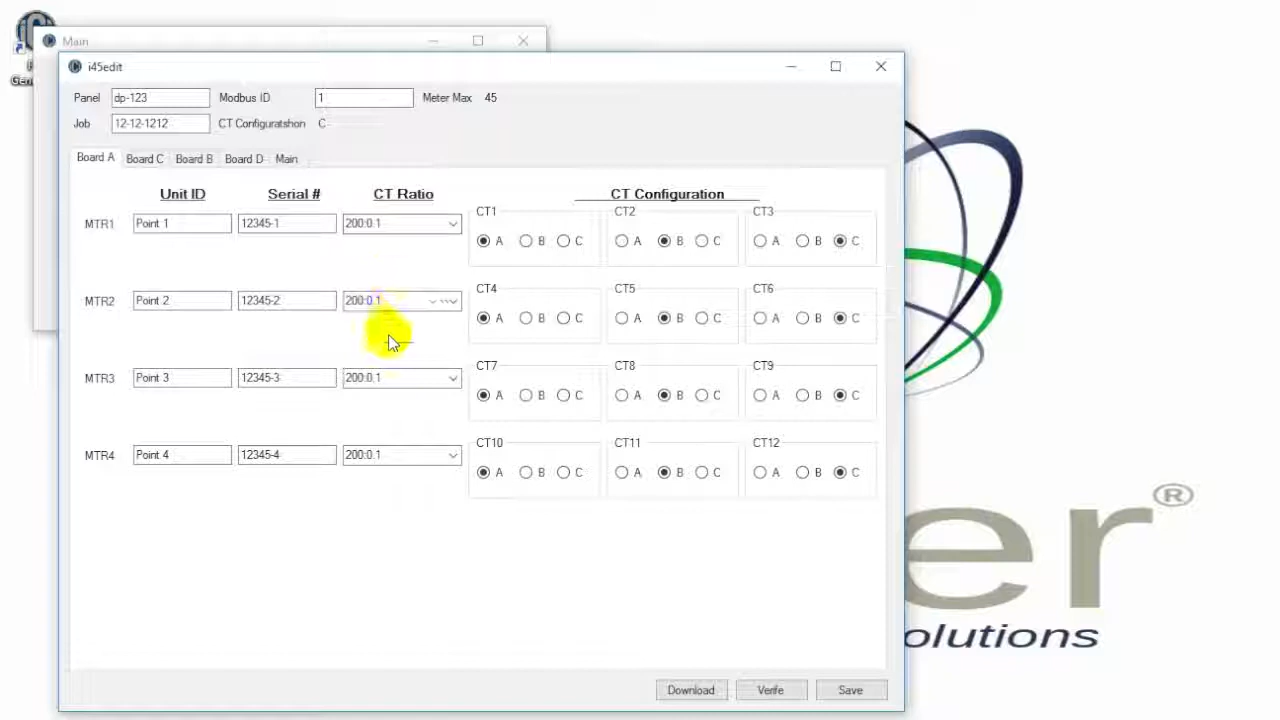 Main
i45edit
Panel dp-123 Modbus ID 1 Meter Max 45
Job 12-12-1212 CT Configuratshon C
Board A Board C Board B Board D Main
Unit ID Serial # CT Ratio CT Configuration
CT1 CT2 CT3
MTR1 Point 1 12345-1 200:0.1 A B C A B C A B C
CT4 CT5 CT6
MTR2 Point 2 12345-2 200:0.1 A B C A B C A B C
CT7 CT8 CT9
MTR3 Point 3 12345-3 200:0.1 A B C A B C A B C
CT10 CT11 CT12
MTR4 Point 4 12345-4 200:0.1 A B C A B C A B C
er®
olutions
Download Verife Save